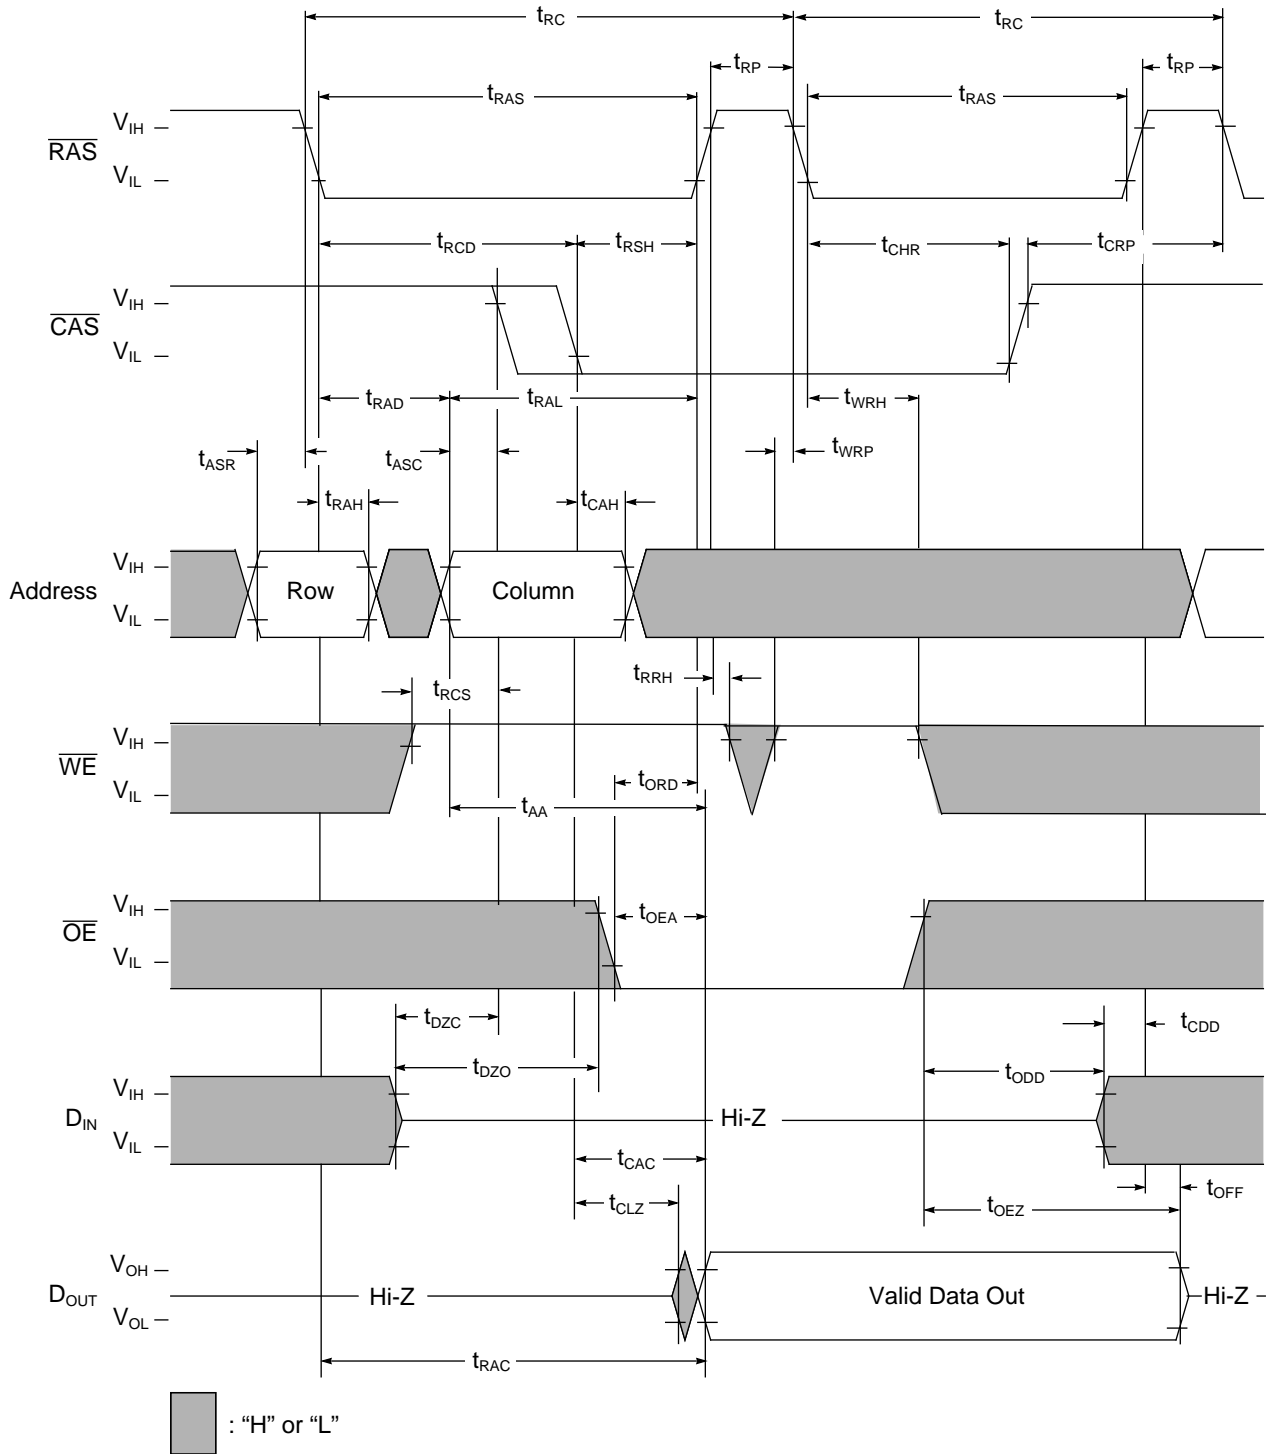 tRC tRC
tRP tRP
tRAS tRAS
VIH
RAS
VIL
tRCD tRSH tCHR tCRP
VIH
CAS
VIL
tRAD tRAL tWRH
tASR tASC tWRP
tRAH tCAH
VIH
Address Row Column
VIL
tRCS tRRH
VIH
WE
VIL
tORD
tAA
VIH
OE tOEA
VIL
tDZC tCDD
tDZO tODD
VIH
DIN Hi-Z
VIL
tCAC
tCLZ tOEZ tOFF
VOH
DOUT Hi-Z Valid Data Out Hi-Z
VOL
tRAC
: “H” or “L”